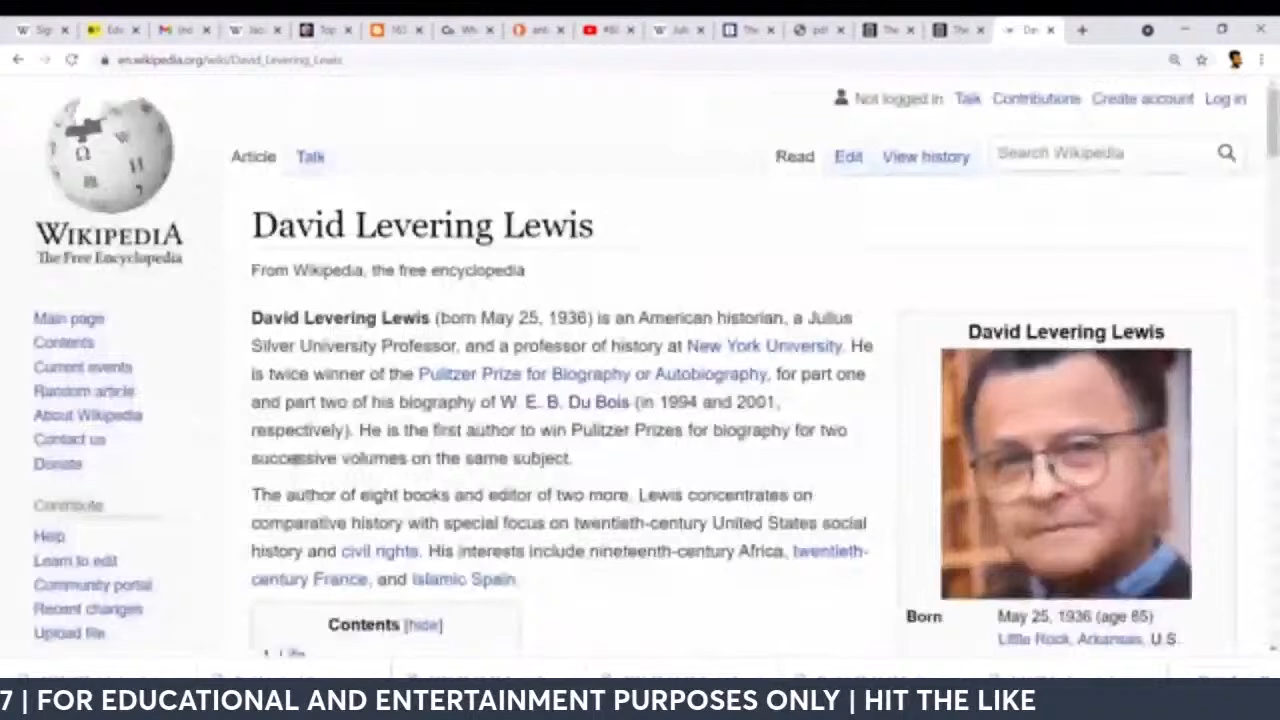 en.wikipedia.org/wiki/David_Levering_Lewis
Not logged in Talk Contributions Create account Log in
Article Talk Read Edit View history Search Wikipedia
WIKIPEDIA
The Free Encyclopedia
David Levering Lewis
From Wikipedia, the free encyclopedia
Main page
Contents
Current events
Random article
About Wikipedia
Contact us
Donate
Contribute
Help
Learn to edit
Community portal
Recent changes
Upload file
David Levering Lewis (born May 25, 1936) is an American historian, a Julius
Silver University Professor, and a professor of history at New York University. He
is twice winner of the Pulitzer Prize for Biography or Autobiography, for part one
and part two of his biography of W. E. B. Du Bois (in 1994 and 2001,
respectively). He is the first author to win Pulitzer Prizes for biography for two
successive volumes on the same subject.
The author of eight books and editor of two more, Lewis concentrates on
comparative history with special focus on twentieth-century United States social
history and civil rights. His interests include nineteenth-century Africa, twentieth-
century France, and Islamic Spain.
Contents [hide]
1 Life
David Levering Lewis
Born May 25, 1936 (age 85)
Little Rock, Arkansas, U.S.
7 | FOR EDUCATIONAL AND ENTERTAINMENT PURPOSES ONLY | HIT THE LIKE